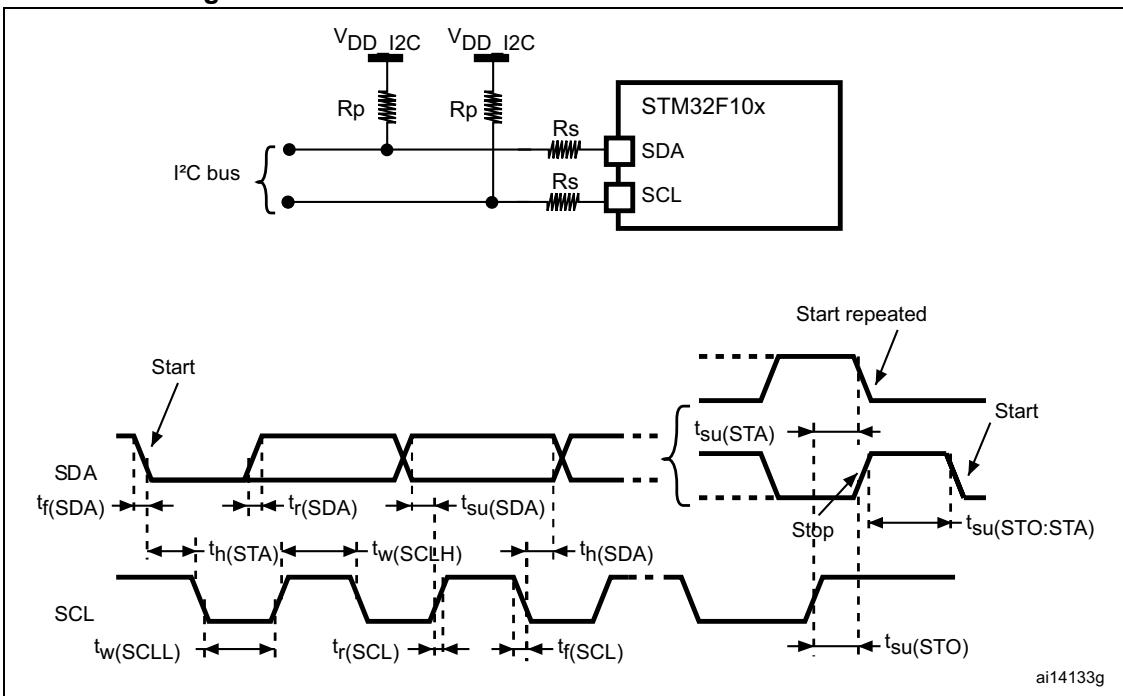 VDD_I2C VDD_I2C
Rp Rp
STM32F10x
Rs
SDA
I²C bus
Rs
SCL
Start repeated
Start
Start
tsu(STA)
SDA
tf(SDA) tr(SDA) tsu(SDA)
Stop
tsu(STO:STA)
th(STA) tw(SCLH) th(SDA)
SCL
tw(SCLL) tr(SCL) tf(SCL) tsu(STO)
ai14133g